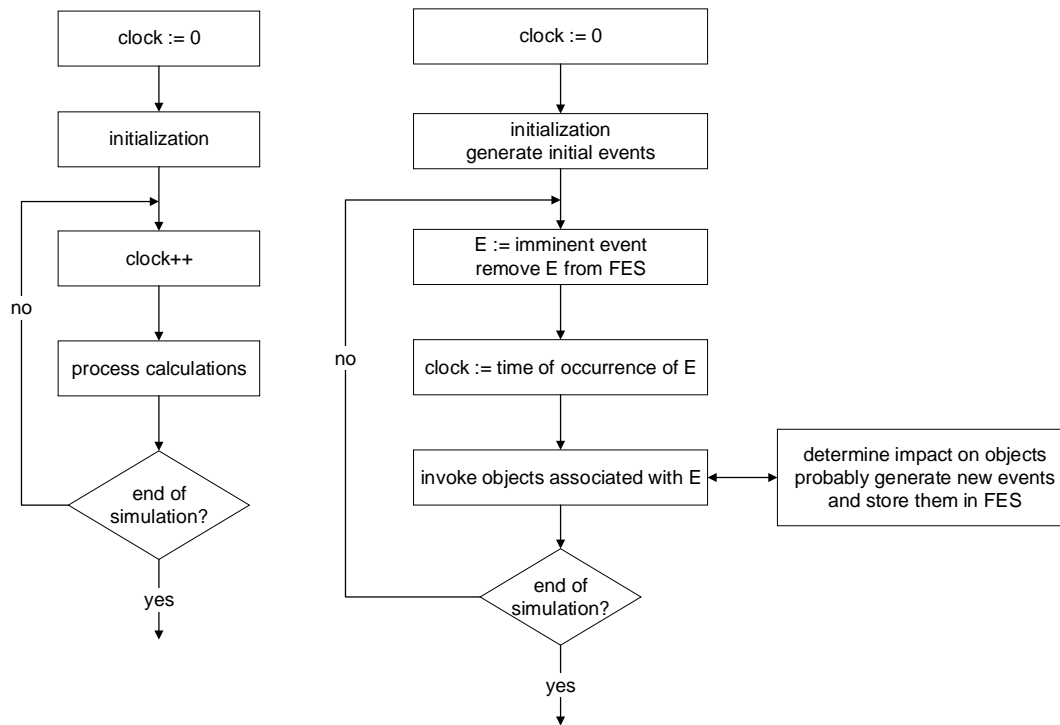 clock := 0
initialization
clock++
no
process calculations
end of
simulation?
yes
clock := 0
initialization
generate initial events
E := imminent event
remove E from FES
no
clock := time of occurrence of E
invoke objects associated with E
determine impact on objects
probably generate new events
and store them in FES
end of
simulation?
yes